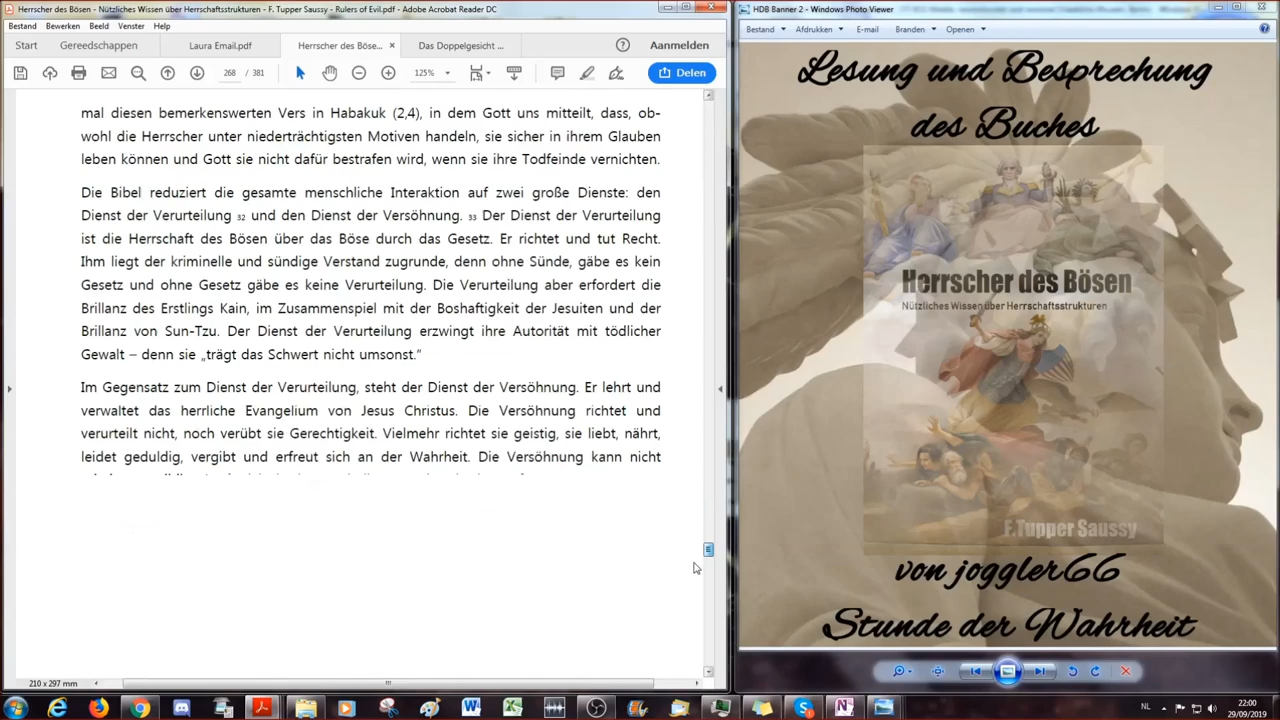 Herrscher des Bösen - Nützliches Wissen über Herrschaftsstrukturen - F. Tupper Saussy - Rulers of Evil.pdf - Adobe Acrobat Reader DC
Bestand Bewerken Beeld Venster Help
Start Gereedschappen Laura Email.pdf Herrscher des Böse... × Das Doppelgesicht ... Aanmelden
268 / 381 125% Delen
mal diesen bemerkenswerten Vers in Habakuk (2,4), in dem Gott uns mitteilt, dass, ob-
wohl die Herrscher unter niederträchtigsten Motiven handeln, sie sicher in ihrem Glauben
leben können und Gott sie nicht dafür bestrafen wird, wenn sie ihre Todfeinde vernichten.
Die Bibel reduziert die gesamte menschliche Interaktion auf zwei große Dienste: den
Dienst der Verurteilung 32 und den Dienst der Versöhnung. 33 Der Dienst der Verurteilung
ist die Herrschaft des Bösen über das Böse durch das Gesetz. Er richtet und tut Recht.
Ihm liegt der kriminelle und sündige Verstand zugrunde, denn ohne Sünde, gäbe es kein
Gesetz und ohne Gesetz gäbe es keine Verurteilung. Die Verurteilung aber erfordert die
Brillanz des Erstlings Kain, im Zusammenspiel mit der Boshaftigkeit der Jesuiten und der
Brillanz von Sun-Tzu. Der Dienst der Verurteilung erzwingt ihre Autorität mit tödlicher
Gewalt – denn sie „trägt das Schwert nicht umsonst.“
Im Gegensatz zum Dienst der Verurteilung, steht der Dienst der Versöhnung. Er lehrt und
verwaltet das herrliche Evangelium von Jesus Christus. Die Versöhnung richtet und
verurteilt nicht, noch verübt sie Gerechtigkeit. Vielmehr richtet sie geistig, sie liebt, nährt,
leidet geduldig, vergibt und erfreut sich an der Wahrheit. Die Versöhnung kann nicht
210 x 297 mm
HDB Banner 2 - Windows Photo Viewer
Bestand Afdrukken E-mail Branden Openen
Lesung und Besprechung
des Buches
Herrscher des Bösen
Nützliches Wissen über Herrschaftsstrukturen
F.Tupper Saussy
von joggler66
Stunde der Wahrheit
NL 22:00
29/09/2019